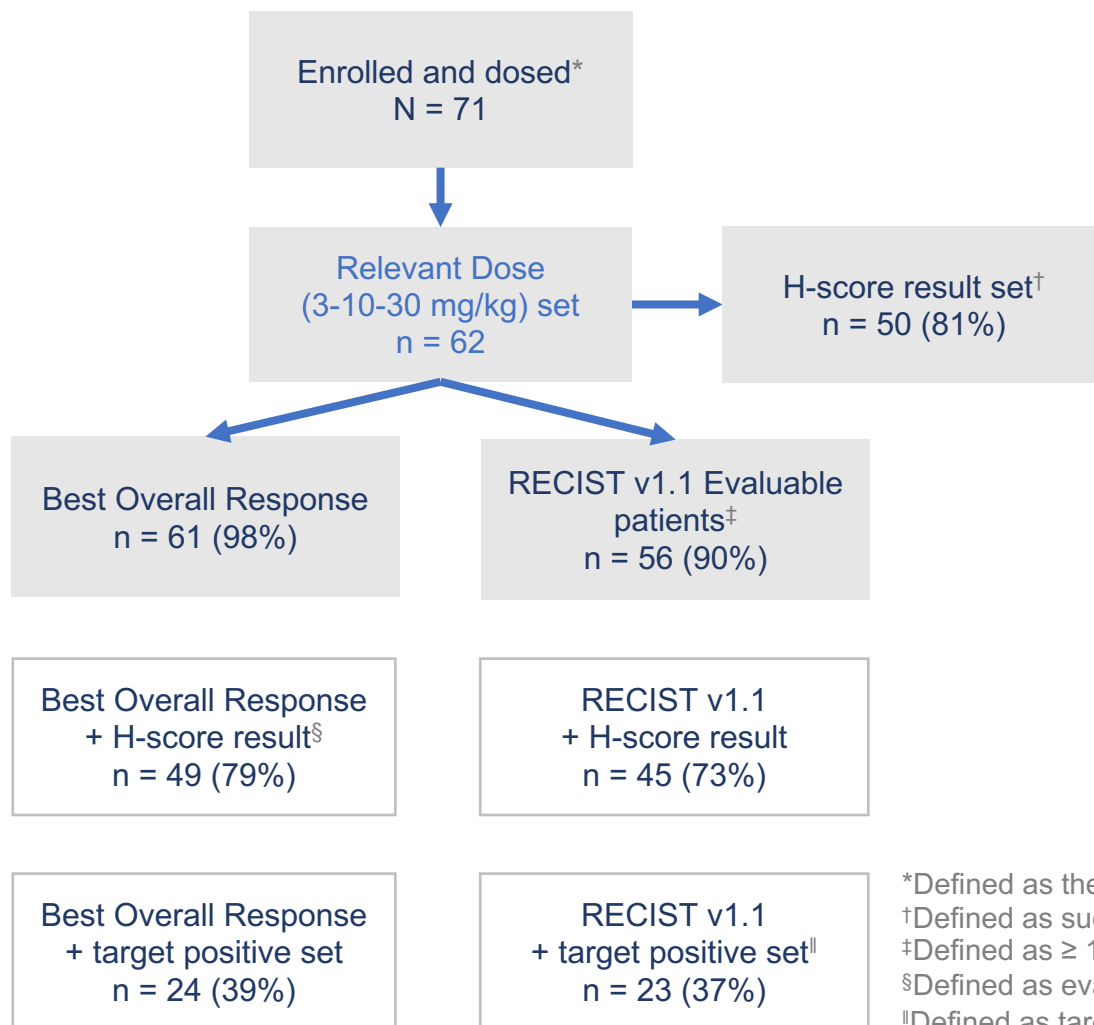 Enrolled and dosed*
N = 71
Relevant Dose
(3-10-30 mg/kg) set
n = 62
H-score result set†
n = 50 (81%)
Best Overall Response
n = 61 (98%)
RECIST v1.1 Evaluable
patients‡
n = 56 (90%)
Best Overall Response
+ H-score result§
n = 49 (79%)
RECIST v1.1
+ H-score result
n = 45 (73%)
Best Overall Response
+ target positive set
n = 24 (39%)
RECIST v1.1
+ target positive set‖
n = 23 (37%)
*Defined as the
†Defined as
‡Defined as ≥ 1
§Defined as
‖Defined as